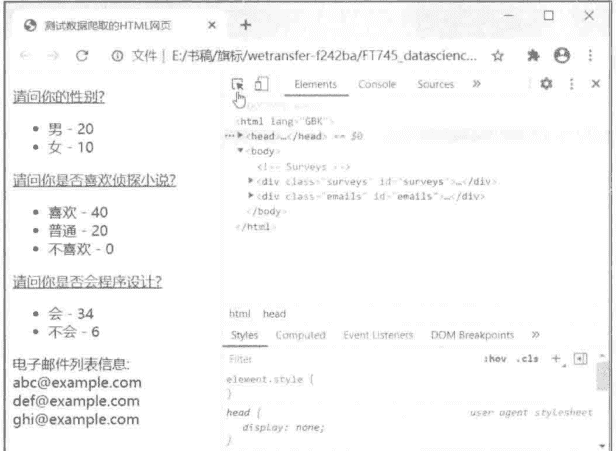 测试数据爬取的HTML网页
文件 | E:/书稿/旗标/wetransfer-f242ba/FT745_datascienc...
请问你的性别?
男 - 20
女 - 10
请问你是否喜欢侦探小说?
喜欢 - 40
普通 - 20
不喜欢 - 0
请问你是否会程序设计?
会 - 34
不会 - 6
电子邮件列表信息:
abc@example.com
def@example.com
ghi@example.com
Elements Console Sources »
<html lang="GBK">
<head>…</head> == $0
<body>
<!-- Surveys -->
<div class="surveys" id="surveys">…</div>
<div class="emails" id="emails">…</div>
</body>
</html>
html head
Styles Computed Event Listeners DOM Breakpoints »
Filter :hov .cls +
element.style {
}
head { user agent stylesheet
display: none;
}